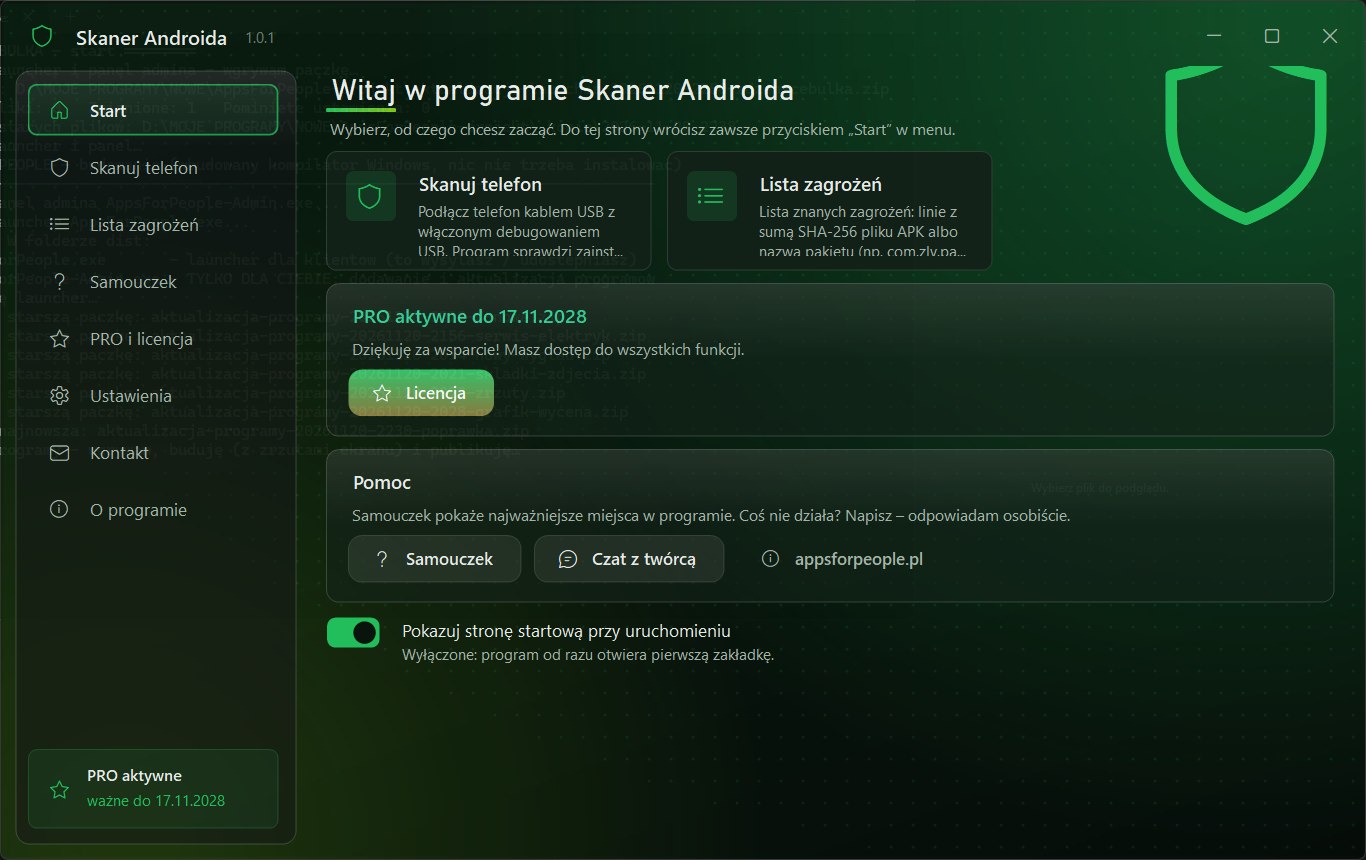 Skaner Androida 1.0.1
Start
Skanuj telefon
Lista zagrożeń
Samouczek
PRO i licencja
Ustawienia
Kontakt
O programie
PRO aktywne
ważne do 17.11.2028
Witaj w programie Skaner Androida
Wybierz, od czego chcesz zacząć. Do tej strony wrócisz zawsze przyciskiem „Start” w menu.
Skanuj telefon
Podłącz telefon kablem USB z
włączonym debugowaniem
USB. Program sprawdzi zainst...
Lista zagrożeń
Lista znanych zagrożeń: linie z
sumą SHA-256 pliku APK albo
nazwą pakietu (np. com.zly.pa...
PRO aktywne do 17.11.2028
Dziękuję za wsparcie! Masz dostęp do wszystkich funkcji.
Licencja
Pomoc
Wybierz plik do podglądu.
Samouczek pokaże najważniejsze miejsca w programie. Coś nie działa? Napisz – odpowiadam osobiście.
Samouczek
Czat z twórcą
appsforpeople.pl
Pokazuj stronę startową przy uruchomieniu
Wyłączone: program od razu otwiera pierwszą zakładkę.